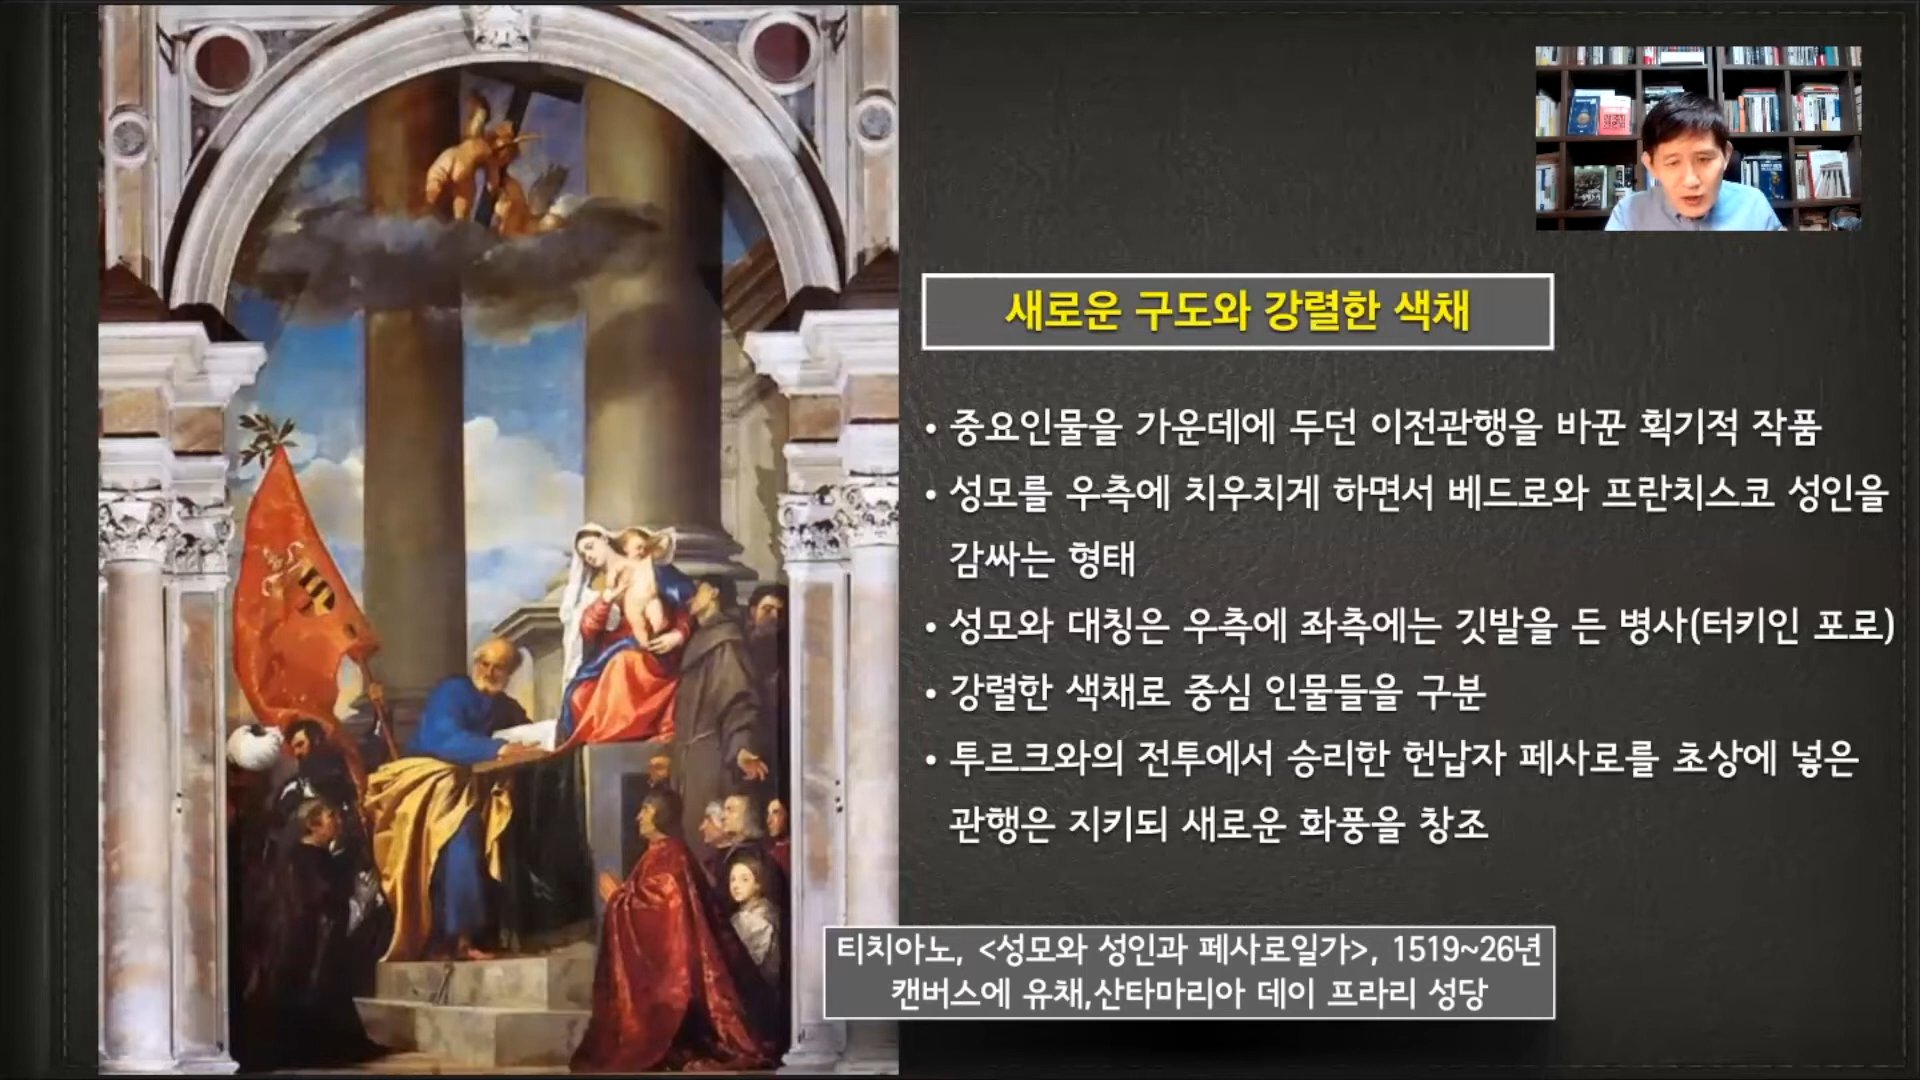 새로운 구도와 강렬한 색채
• 중요인물을 가운데에 두던 이전관행을 바꾼 획기적 작품
• 성모를 우측에 치우치게 하면서 베드로와 프란치스코 성인을
감싸는 형태
• 성모와 대칭은 우측에 좌측에는 깃발을 든 병사(터키인 포로)
• 강렬한 색채로 중심 인물들을 구분
• 투르크와의 전투에서 승리한 헌납자 페사로를 초상에 넣은
관행은 지키되 새로운 화풍을 창조
티치아노, <성모와 성인과 페사로일가>, 1519~26년
캔버스에 유채,산타마리아 데이 프라리 성당